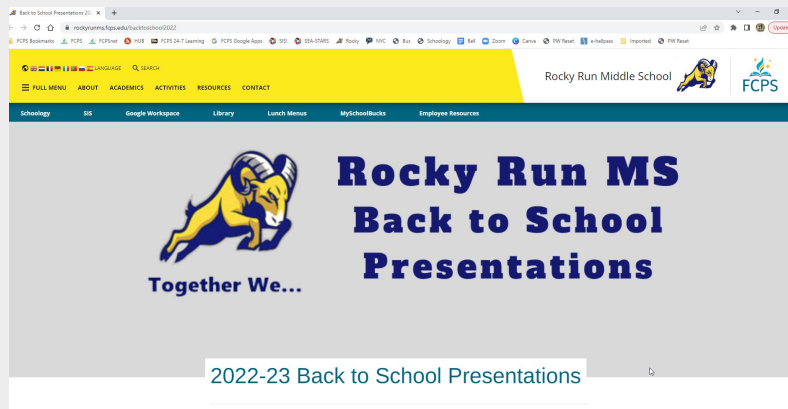 Back to School Presentations 202
rockyrunms.fcps.edu/backtoschool2022
Update
FCPS Bookmarks FCPS FCPSnet HUB FCPS 24-7 Learning FCPS Google Apps SIS! SEA-STARS Rocky NYC Bus Schoology Bell Zoom Canva PW Reset e-hallpass Imported PW Reset
LANGUAGE SEARCH
Rocky Run Middle School
FCPS
FULL MENU ABOUT ACADEMICS ACTIVITIES RESOURCES CONTACT
Schoology SIS Google Workspace Library Lunch Menus MySchoolBucks Employee Resources
Rocky Run MS
Back to School
Presentations
Together We...
2022-23 Back to School Presentations